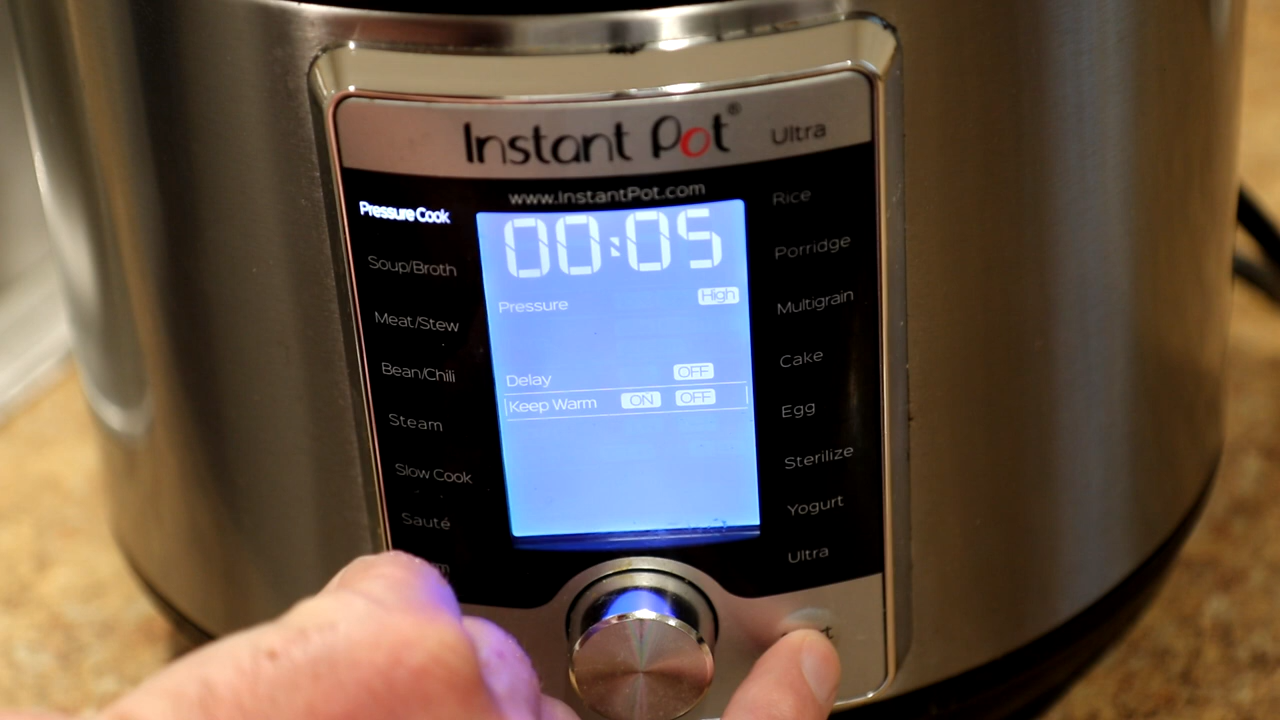 Instant Pot® Ultra
www.InstantPot.com
Pressure Cook
Soup/Broth
Meat/Stew
Bean/Chili
Steam
Slow Cook
Sauté
00:05
Pressure High
Delay OFF
Keep Warm ON OFF
Rice
Porridge
Multigrain
Cake
Egg
Sterilize
Yogurt
Ultra